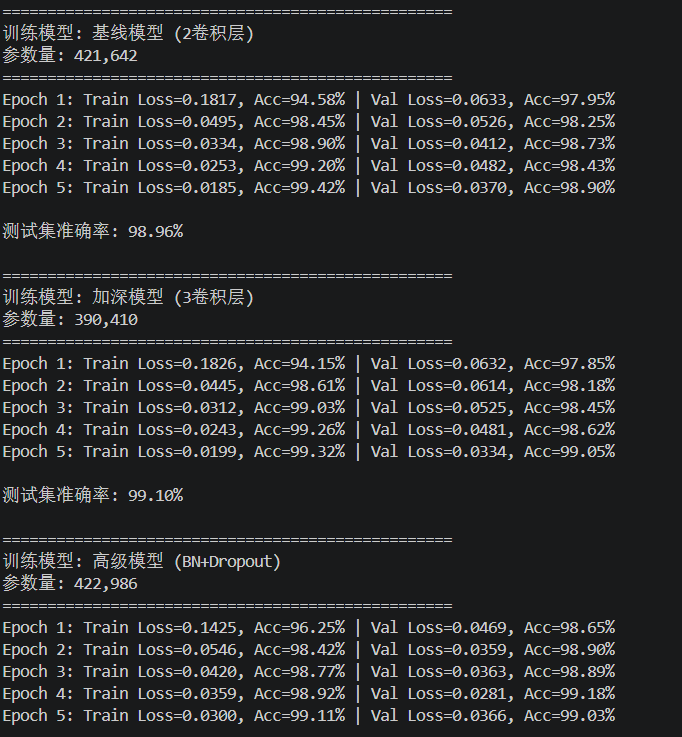 ==================================================
训练模型: 基线模型 (2卷积层)
参数量: 421,642
==================================================
Epoch 1: Train Loss=0.1817, Acc=94.58% | Val Loss=0.0633, Acc=97.95%
Epoch 2: Train Loss=0.0495, Acc=98.45% | Val Loss=0.0526, Acc=98.25%
Epoch 3: Train Loss=0.0334, Acc=98.90% | Val Loss=0.0412, Acc=98.73%
Epoch 4: Train Loss=0.0253, Acc=99.20% | Val Loss=0.0482, Acc=98.43%
Epoch 5: Train Loss=0.0185, Acc=99.42% | Val Loss=0.0370, Acc=98.90%
测试集准确率: 98.96%
==================================================
训练模型: 加深模型 (3卷积层)
参数量: 390,410
==================================================
Epoch 1: Train Loss=0.1826, Acc=94.15% | Val Loss=0.0632, Acc=97.85%
Epoch 2: Train Loss=0.0445, Acc=98.61% | Val Loss=0.0614, Acc=98.18%
Epoch 3: Train Loss=0.0312, Acc=99.03% | Val Loss=0.0525, Acc=98.45%
Epoch 4: Train Loss=0.0243, Acc=99.26% | Val Loss=0.0481, Acc=98.62%
Epoch 5: Train Loss=0.0199, Acc=99.32% | Val Loss=0.0334, Acc=99.05%
测试集准确率: 99.10%
==================================================
训练模型: 高级模型 (BN+Dropout)
参数量: 422,986
==================================================
Epoch 1: Train Loss=0.1425, Acc=96.25% | Val Loss=0.0469, Acc=98.65%
Epoch 2: Train Loss=0.0546, Acc=98.42% | Val Loss=0.0359, Acc=98.90%
Epoch 3: Train Loss=0.0420, Acc=98.77% | Val Loss=0.0363, Acc=98.89%
Epoch 4: Train Loss=0.0359, Acc=98.92% | Val Loss=0.0281, Acc=99.18%
Epoch 5: Train Loss=0.0300, Acc=99.11% | Val Loss=0.0366, Acc=99.03%